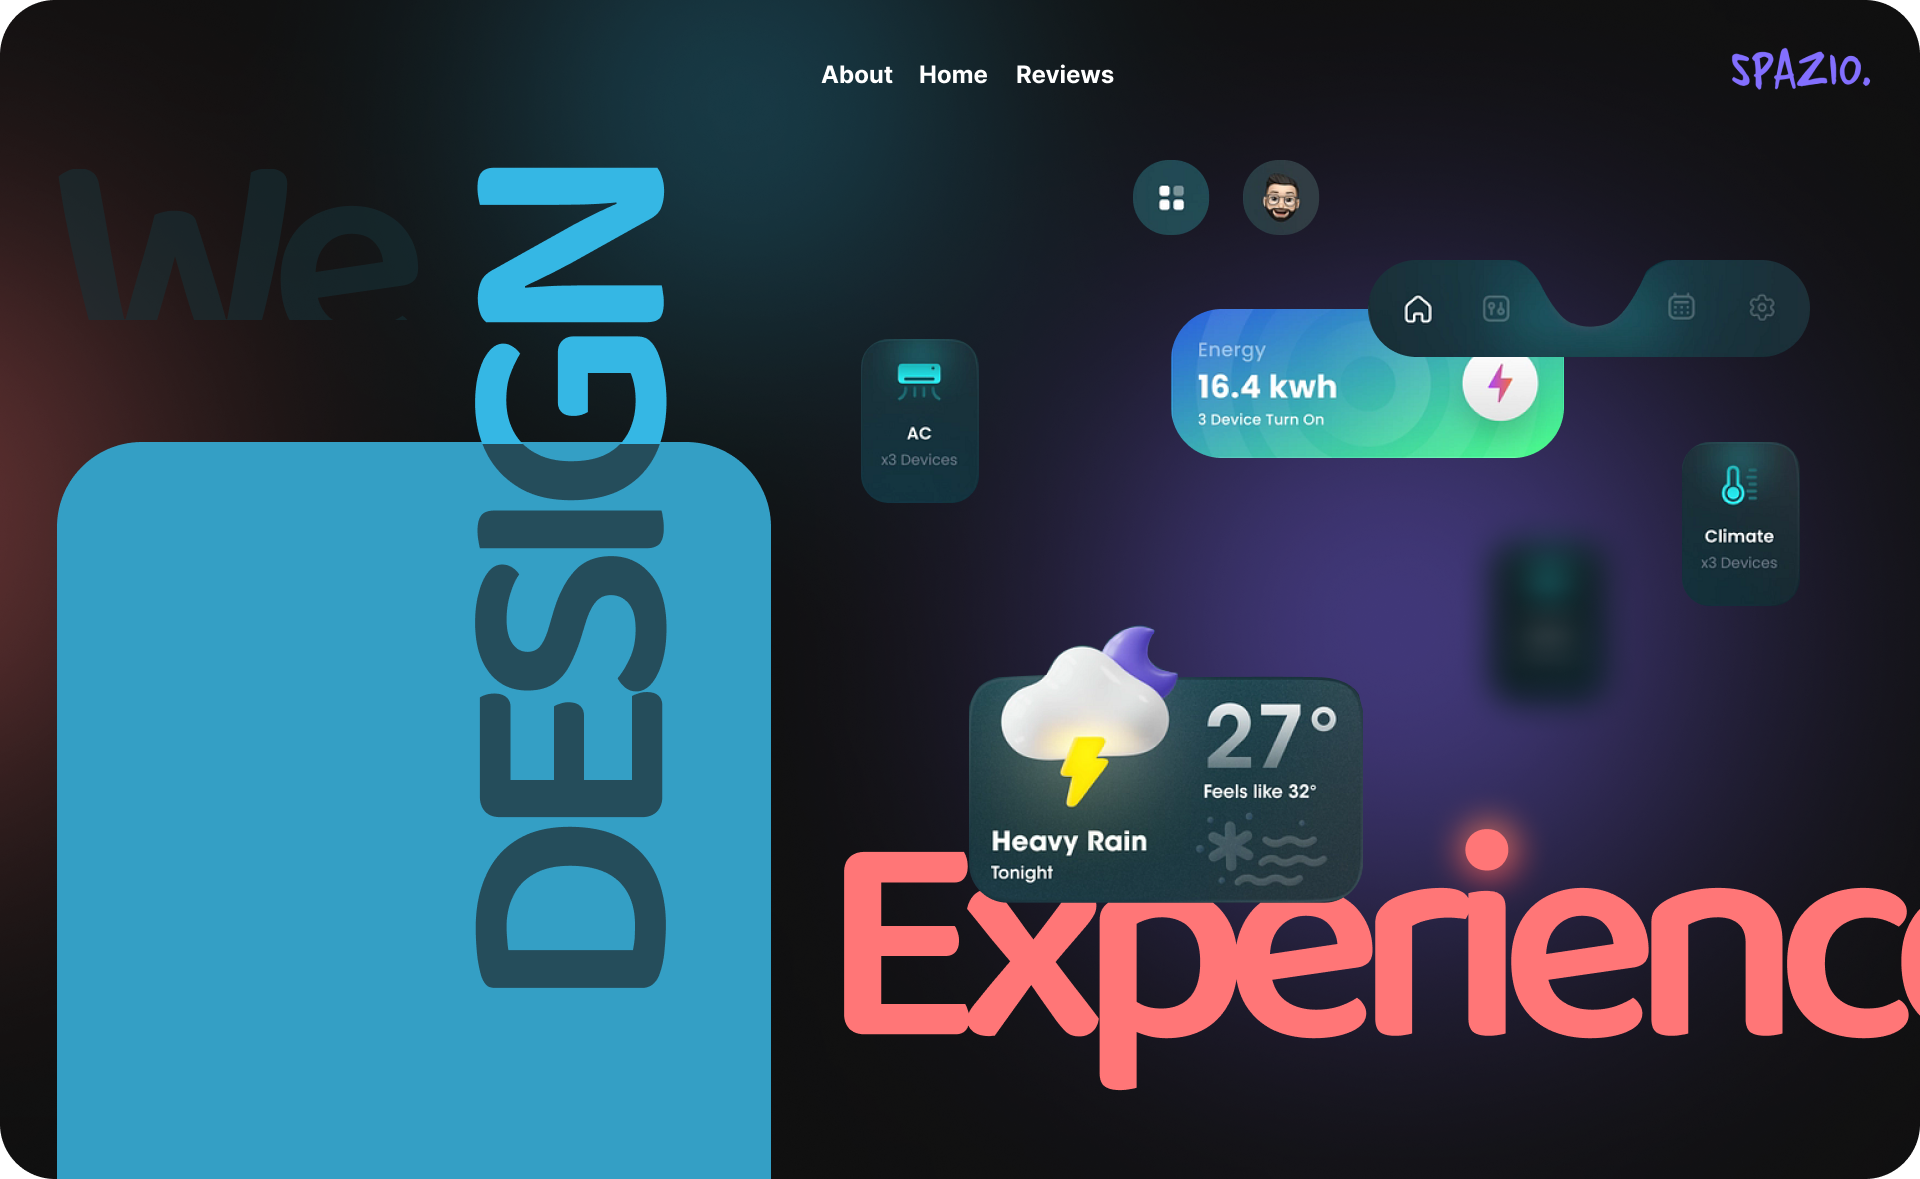 About Home Reviews
SPAZIO.
We
DESIGN
Energy
16.4 kwh
3 Device Turn On
AC
x3 Devices
Climate
x3 Devices
27°
Feels like 32°
Heavy Rain
Tonight
Experience